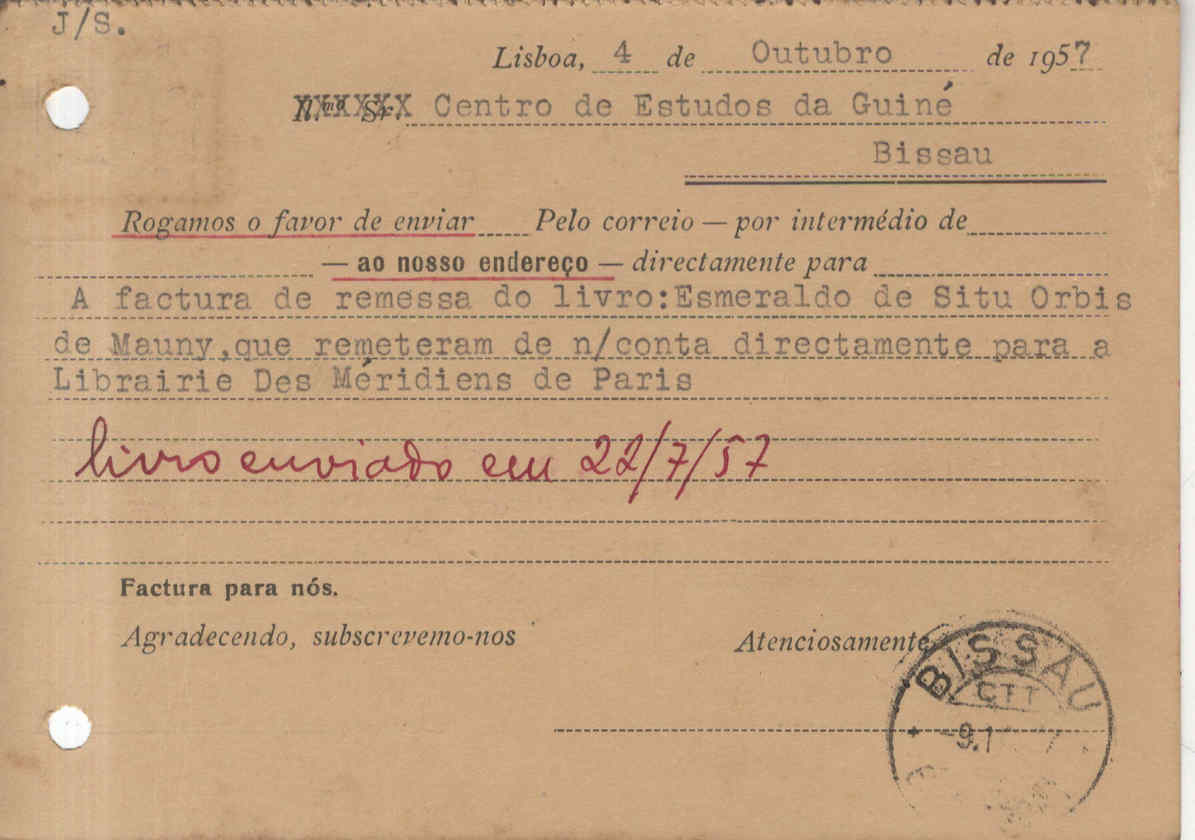 J/S.
Lisboa, 4 de Outubro de 1957
Centro de Estudos da Guiné
Bissau
Rogamos o favor de enviar Pelo correio — por intermédio de
— ao nosso endereço — directamente para
A factura de remessa do livro:Esmeraldo de Situ Orbis
de Mauny,que remeteram de n/conta directamente para a
Librairie Des Méridiens de Paris
livro enviado em 22/7/57
Factura para nós.
Agradecendo, subscrevemo-nos
Atenciosamente
BISSAU
CTT